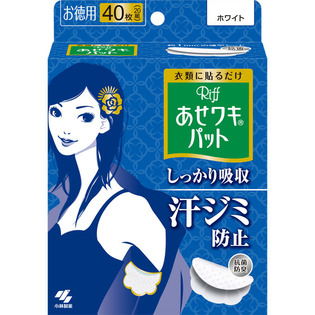 お徳用 40枚(20組)
ホワイト
衣類に貼るだけ
Riff
あせワキ®
パット
しっかり吸収
汗ジミ
防止
抗菌
防臭
小林製薬